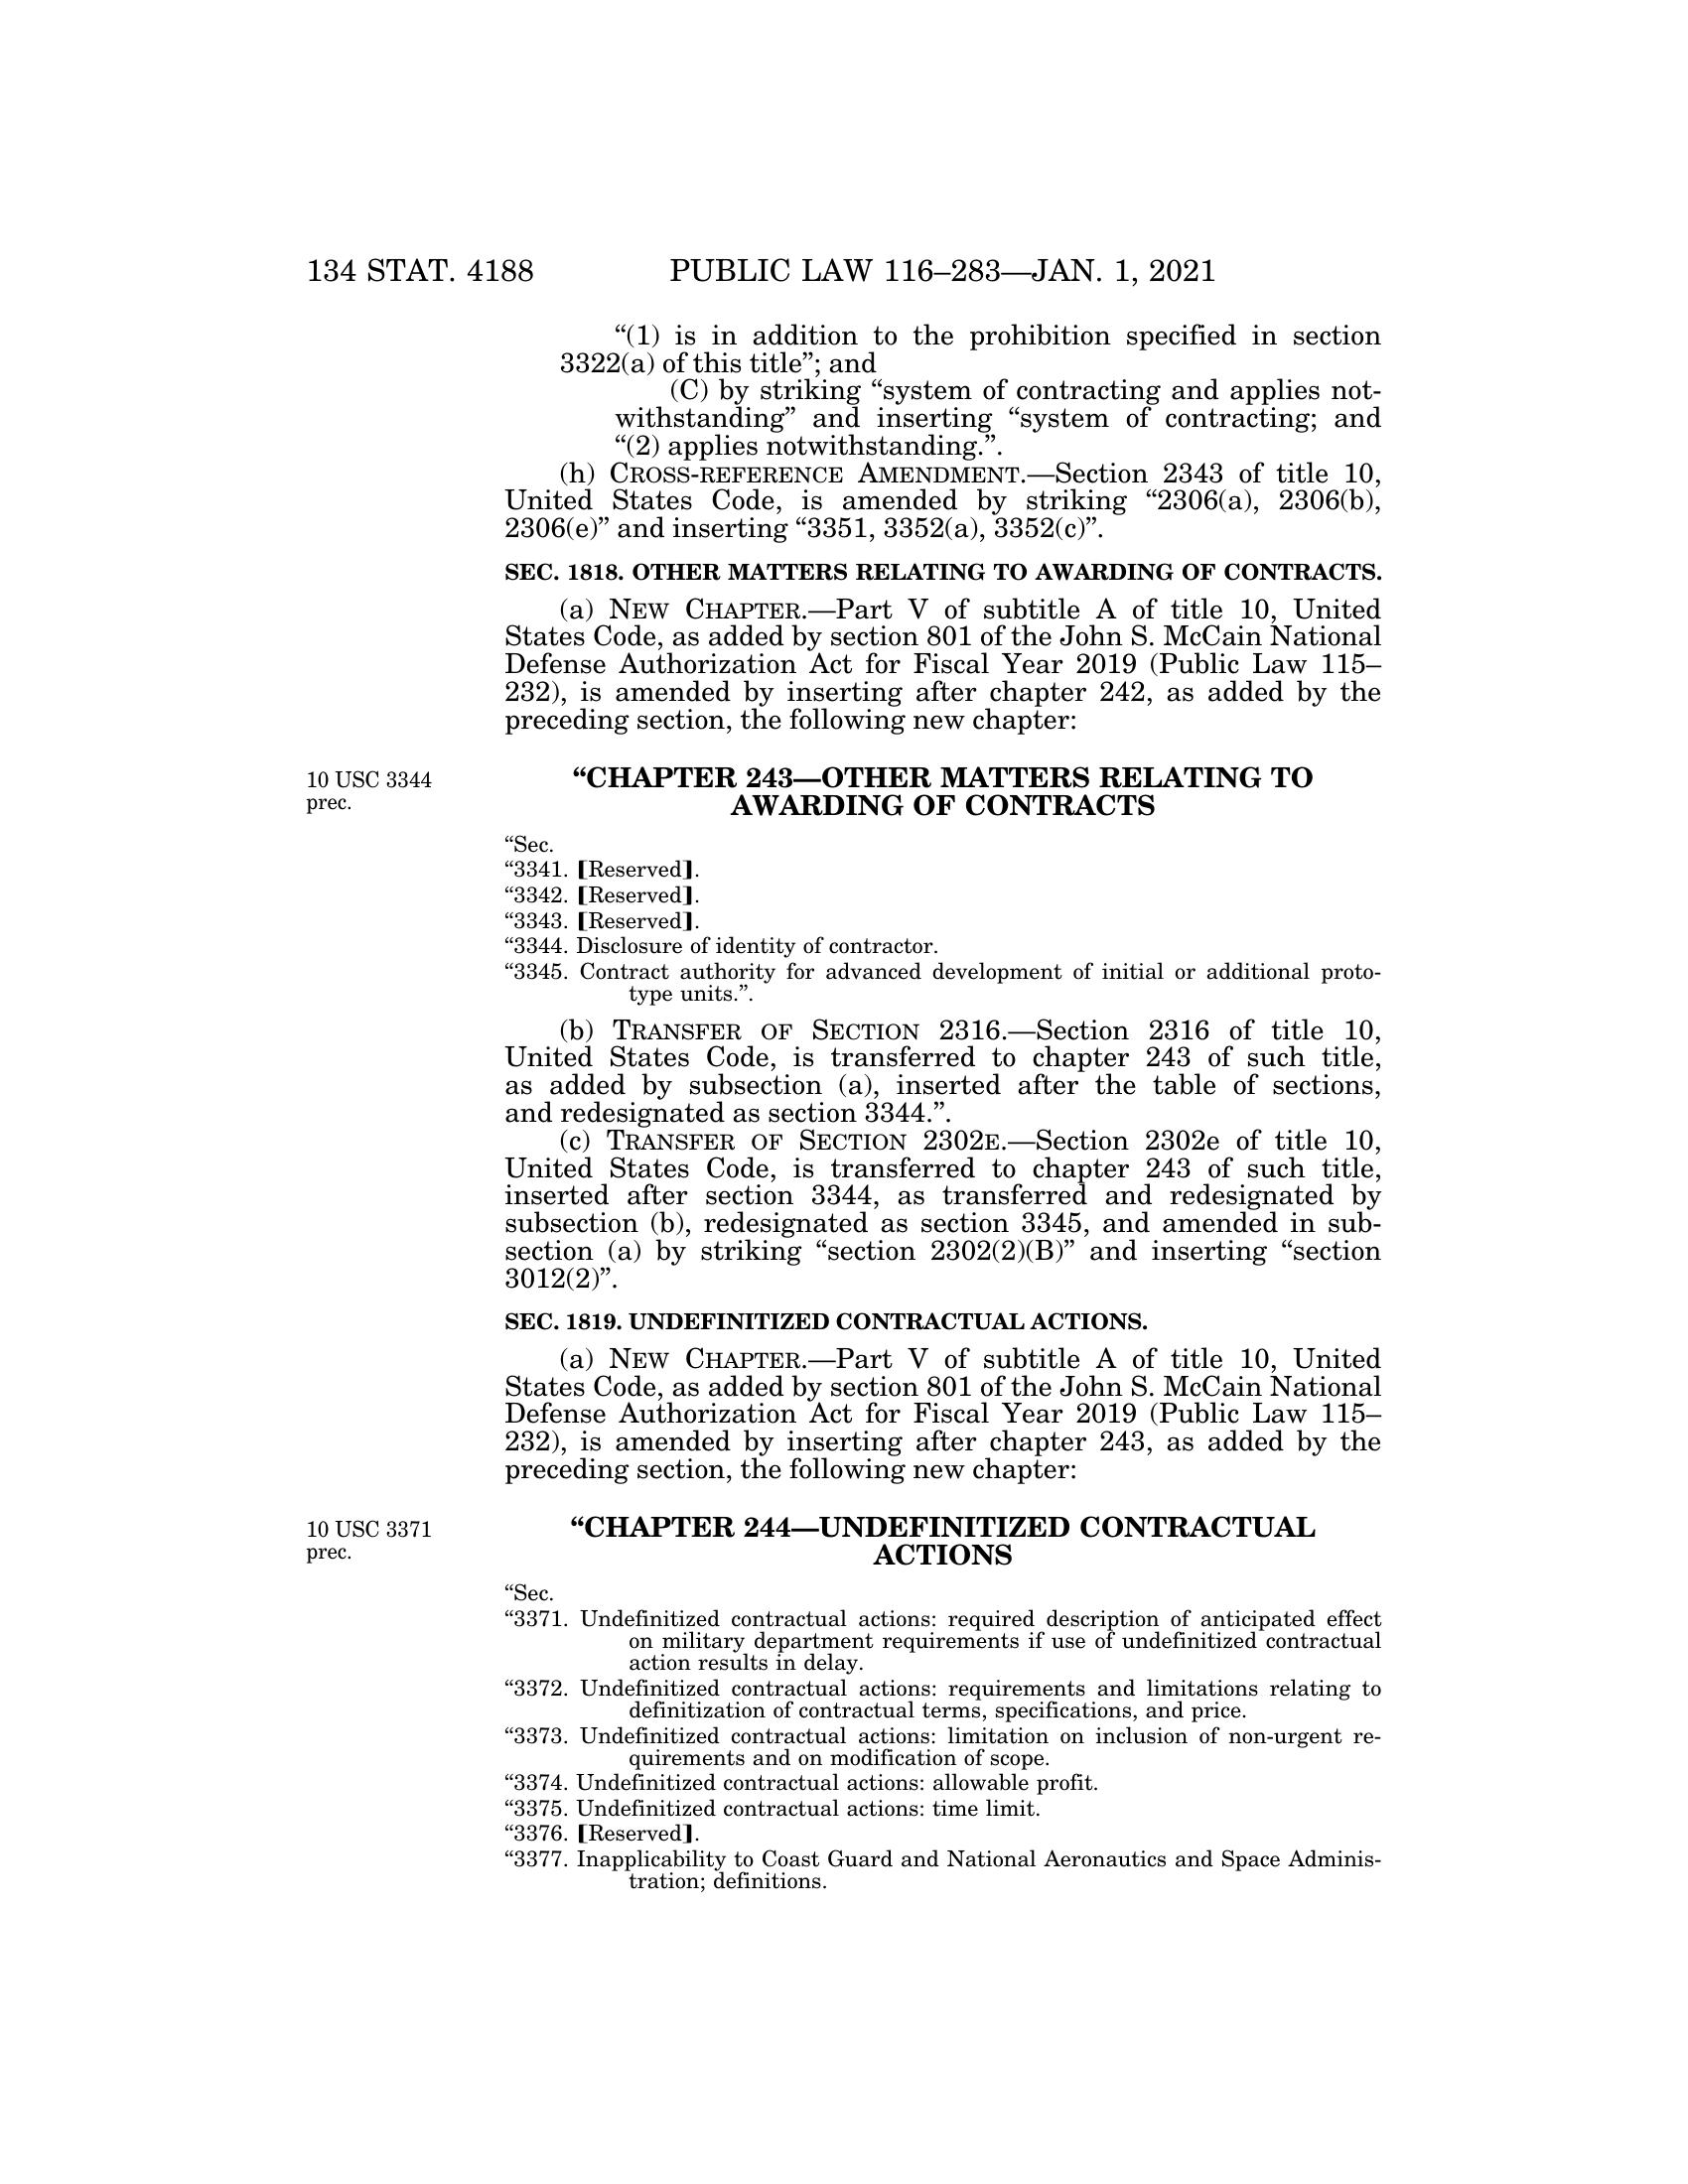 134 STAT. 4188
PUBLIC LAW 116–283—JAN. 1, 2021
“(1) is in addition to the prohibition specified in section
3322(a) of this title”; and
(C) by striking “system of contracting and applies not-
withstanding” and inserting “system of contracting; and
“(2) applies notwithstanding.”.
(h) CROSS-REFERENCE AMENDMENT.—Section 2343 of title 10,
United States Code, is amended by striking “2306(a), 2306(b),
2306(e)” and inserting “3351, 3352(a), 3352(c)”.
SEC. 1818. OTHER MATTERS RELATING TO AWARDING OF CONTRACTS.
(a) NEW CHAPTER.—Part V of subtitle A of title 10, United
States Code, as added by section 801 of the John S. McCain National
Defense Authorization Act for Fiscal Year 2019 (Public Law 115–
232), is amended by inserting after chapter 242, as added by the
preceding section, the following new chapter:
10 USC 3344
prec.
“CHAPTER 243—OTHER MATTERS RELATING TO
AWARDING OF CONTRACTS
“Sec.
“3341. [Reserved].
“3342. [Reserved].
“3343. [Reserved].
“3344. Disclosure of identity of contractor.
“3345. Contract authority for advanced development of initial or additional proto-
type units.”.
(b) TRANSFER OF SECTION 2316.—Section 2316 of title 10,
United States Code, is transferred to chapter 243 of such title,
as added by subsection (a), inserted after the table of sections,
and redesignated as section 3344.”.
(c) TRANSFER OF SECTION 2302E.—Section 2302e of title 10,
United States Code, is transferred to chapter 243 of such title,
inserted after section 3344, as transferred and redesignated by
subsection (b), redesignated as section 3345, and amended in sub-
section (a) by striking “section 2302(2)(B)” and inserting “section
3012(2)”.
SEC. 1819. UNDEFINITIZED CONTRACTUAL ACTIONS.
(a) NEW CHAPTER.—Part V of subtitle A of title 10, United
States Code, as added by section 801 of the John S. McCain National
Defense Authorization Act for Fiscal Year 2019 (Public Law 115–
232), is amended by inserting after chapter 243, as added by the
preceding section, the following new chapter:
10 USC 3371
prec.
“CHAPTER 244—UNDEFINITIZED CONTRACTUAL
ACTIONS
“Sec.
“3371. Undefinitized contractual actions: required description of anticipated effect
on military department requirements if use of undefinitized contractual
action results in delay.
“3372. Undefinitized contractual actions: requirements and limitations relating to
definitization of contractual terms, specifications, and price.
“3373. Undefinitized contractual actions: limitation on inclusion of non-urgent re-
quirements and on modification of scope.
“3374. Undefinitized contractual actions: allowable profit.
“3375. Undefinitized contractual actions: time limit.
“3376. [Reserved].
“3377. Inapplicability to Coast Guard and National Aeronautics and Space Adminis-
tration; definitions.